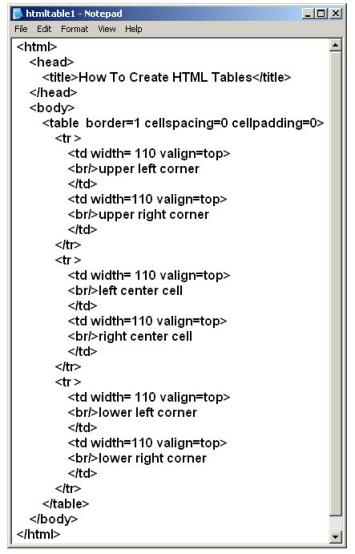 htmltable1 - Notepad
File Edit Format View Help
<html>
<head>
<title>How To Create HTML Tables</title>
</head>
<body>
<table border=1 cellspacing=0 cellpadding=0>
<tr >
<td width= 110 valign=top>
<br/>upper left corner
</td>
<td width=110 valign=top>
<br/>upper right corner
</td>
</tr>
<tr >
<td width= 110 valign=top>
<br/>left center cell
</td>
<td width=110 valign=top>
<br/>right center cell
</td>
</tr>
<tr >
<td width= 110 valign=top>
<br/>lower left corner
</td>
<td width=110 valign=top>
<br/>lower right corner
</td>
</tr>
</table>
</body>
</html>